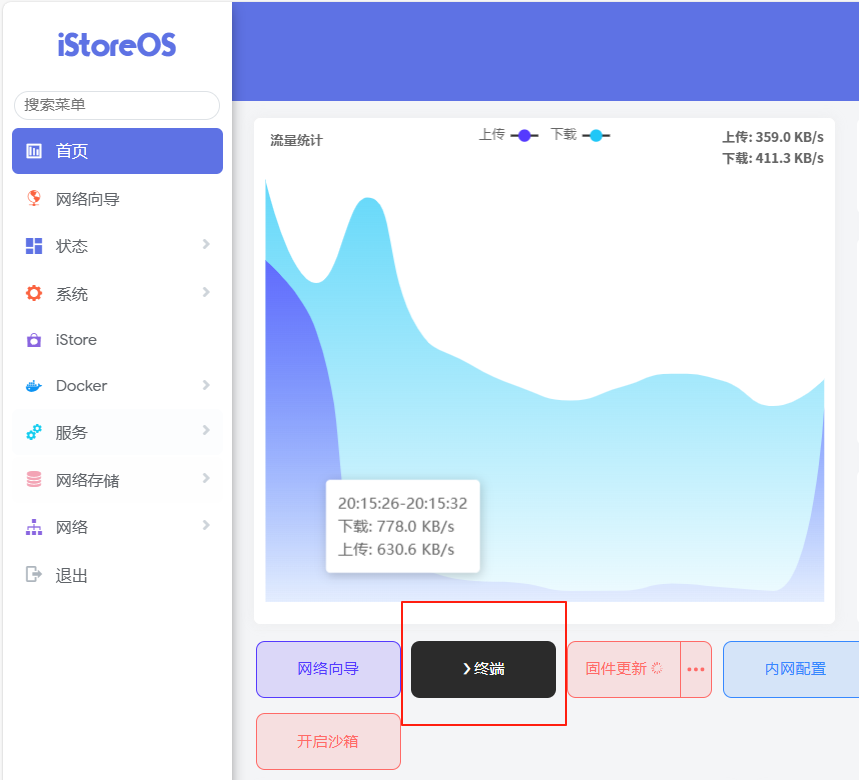 iStoreOS
搜索菜单
首页
网络向导
状态
系统
iStore
Docker
服务
网络存储
网络
退出
流量统计
上传 下载
上传: 359.0 KB/s
下载: 411.3 KB/s
20:15:26-20:15:32
下载: 778.0 KB/s
上传: 630.6 KB/s
网络向导
终端
固件更新
内网配置
开启沙箱